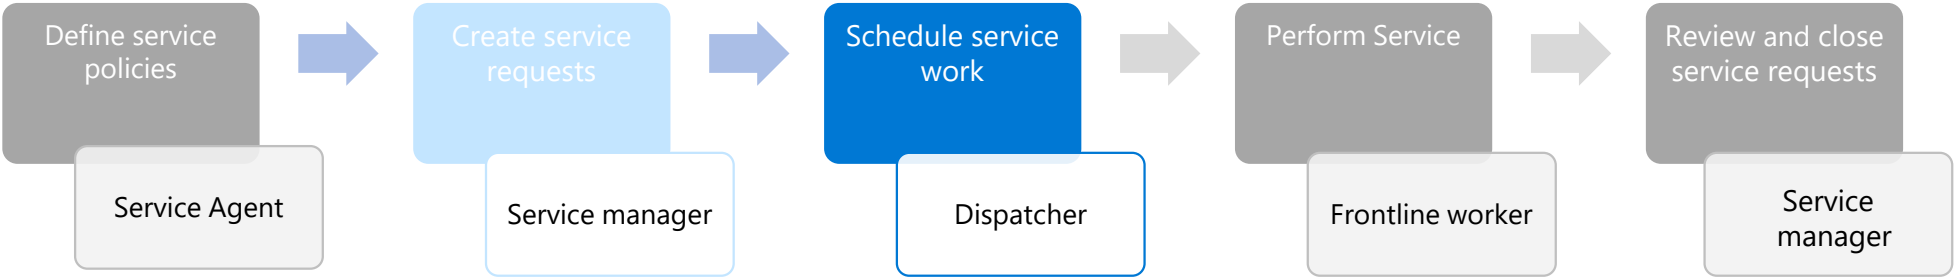 Define service
policies
Service Agent
Create service
requests
Service manager
Schedule service
work
Dispatcher
Perform Service
Frontline worker
Review and close
service requests
Service
manager